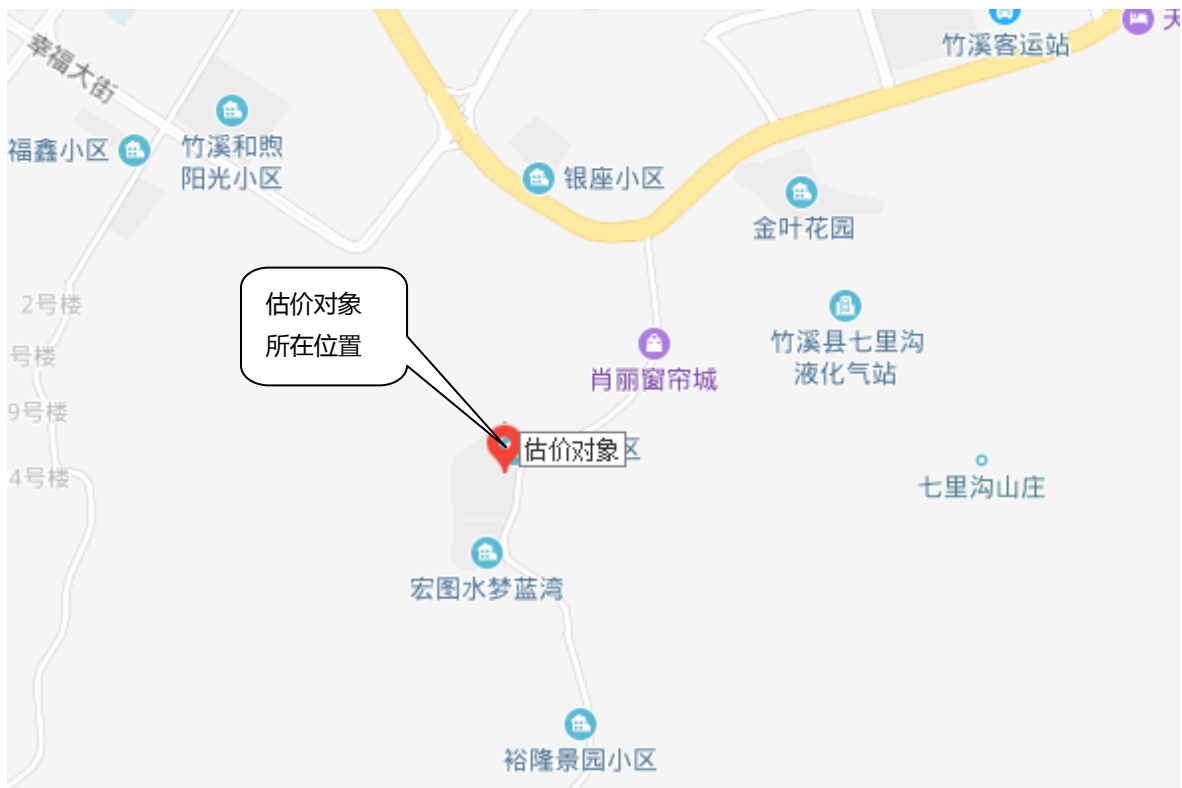 天
竹溪客运站
幸福大街
福鑫小区
竹溪和煦
阳光小区
银座小区
金叶花园
2号楼
估价对象
所在位置
竹溪县七里沟
液化气站
号楼
肖丽窗帘城
9号楼
估价对象
区
4号楼
七里沟山庄
宏图水梦蓝湾
裕隆景园小区